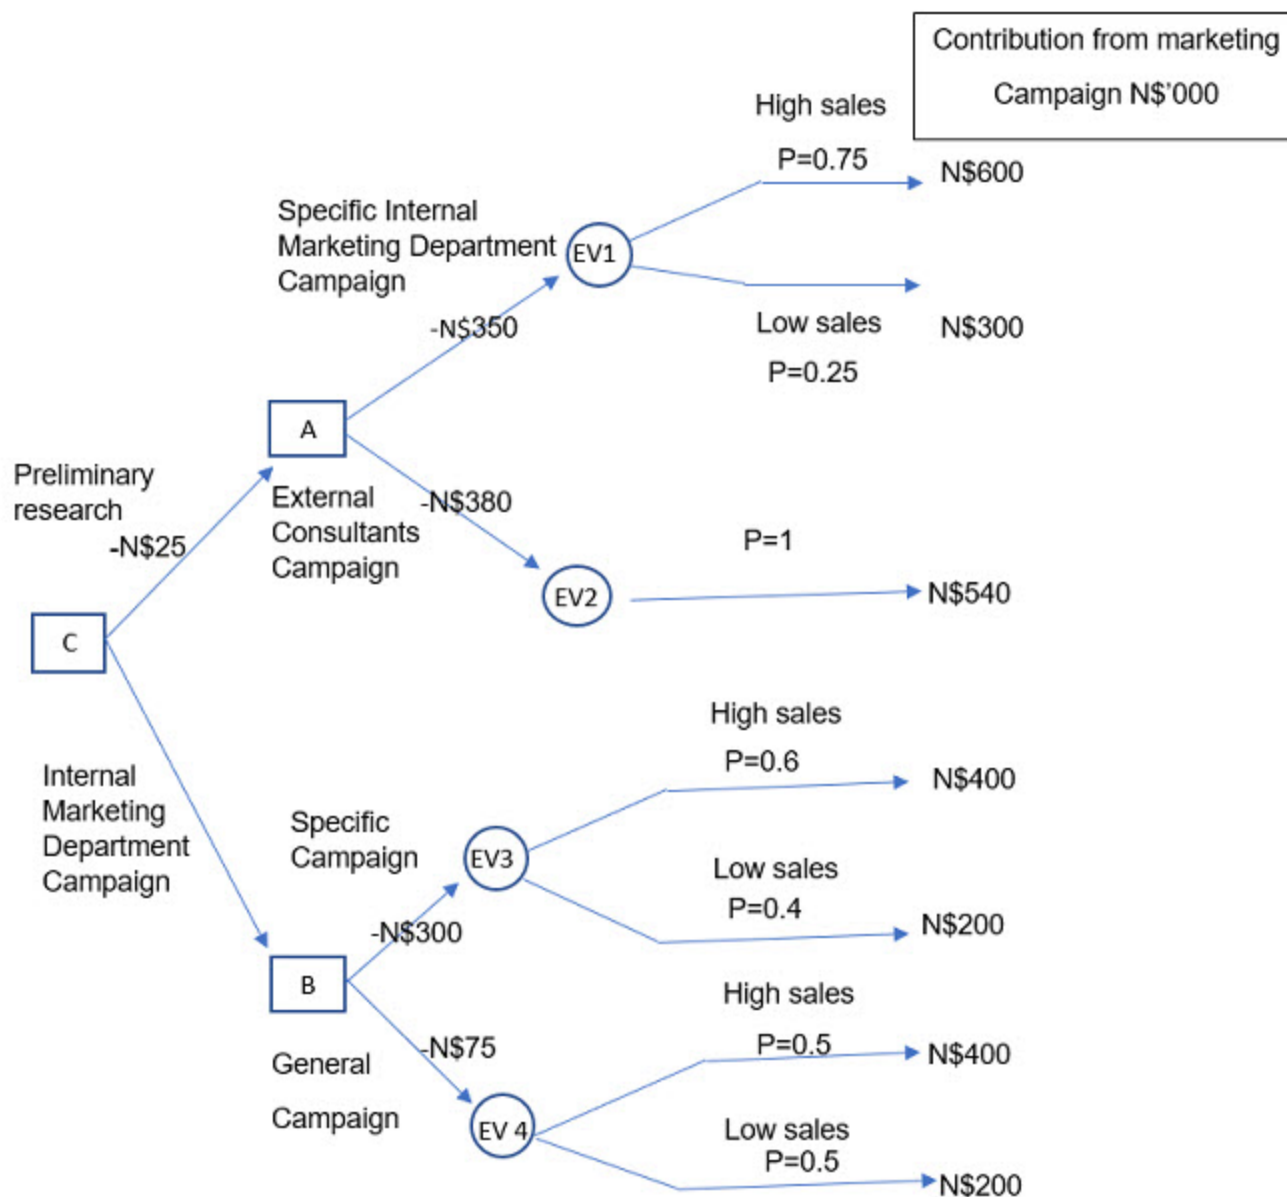 Contribution from marketing
Campaign N$'000
High sales
P=0.75
N$600
Specific Internal
Marketing Department
Campaign
EV1
-N$350
Low sales
N$300
P=0.25
A
Preliminary
research
-N$25
External
Consultants
Campaign
-N$380
P=1
EV2
N$540
C
High sales
P=0.6
N$400
Internal
Marketing
Department
Campaign
Specific
Campaign
EV3
-N$300
Low sales
P=0.4
N$200
B
High sales
P=0.5
N$400
-N$75
General
Campaign
EV 4
Low sales
P=0.5
N$200